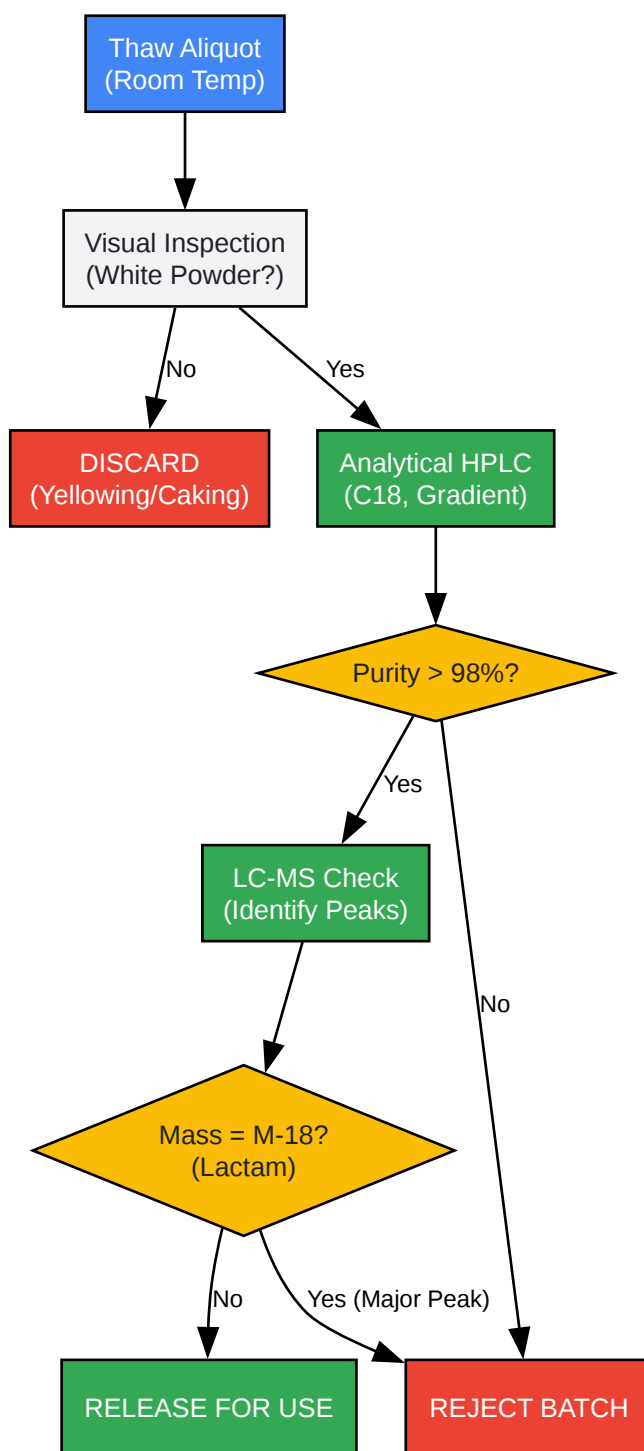 Thaw Aliquot
(Room Temp)
Visual Inspection
(White Powder?)
No
Yes
DISCARD
(Yellowing/Caking)
Analytical HPLC
(C18, Gradient)
Purity > 98%?
Yes
LC-MS Check
(Identify Peaks)
No
Mass = M-18?
(Lactam)
No
Yes (Major Peak)
RELEASE FOR USE
REJECT BATCH